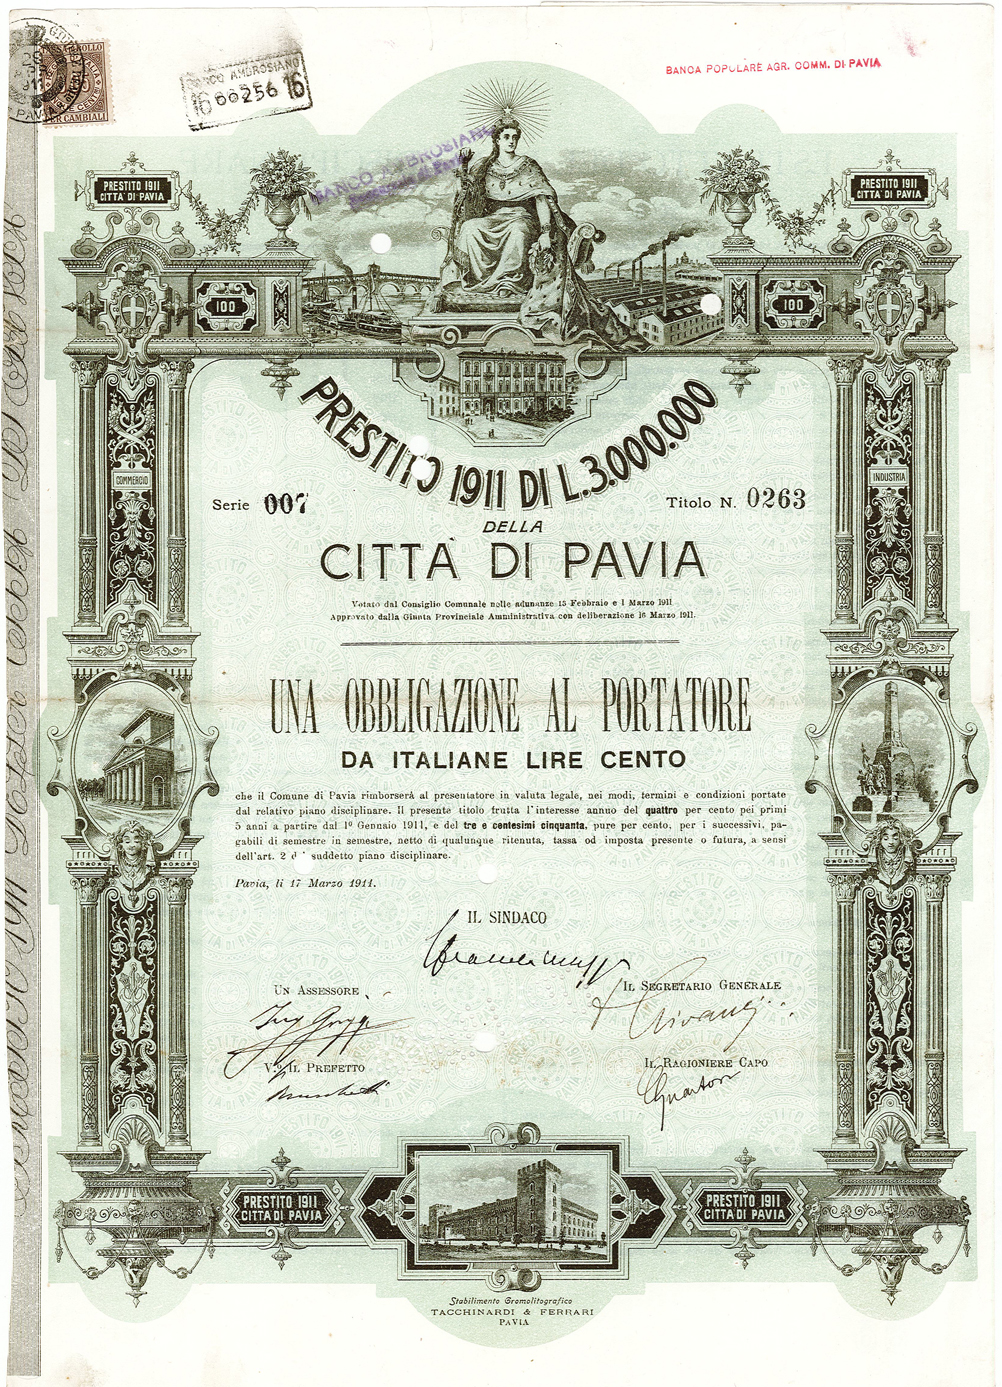 BANCO AMBROSIANO
16 66256 16
BANCA POPOLARE AGR. COMM. DI PAVIA
BANCO AMBROSIANO
PRESTITO 1911
CITTÀ DI PAVIA
PRESTITO 1911
CITTÀ DI PAVIA
100
100
PRESTITO 1911 DI L. 3.000.000
Serie 007
Titolo N. 0263
DELLA
CITTÀ DI PAVIA
COMMERCIO
INDUSTRIA
Votato dal Consiglio Comunale nelle adunanze 15 Febbraio e 1 Marzo 1911
Approvato dalla Giunta Provinciale Amministrativa con deliberazione 16 Marzo 1911.
UNA OBBLIGAZIONE AL PORTATORE
DA ITALIANE LIRE CENTO
che il Comune di Pavia rimborserà al presentatore in valuta legale, nei modi, termini e condizioni portate
dal relativo piano disciplinare. Il presente titolo frutta l'interesse annuo del quattro per cento pei primi
5 anni a partire dal 1º Gennaio 1911, e del tre e centesimi cinquanta, pure per cento, per i successivi, pa-
gabili di semestre in semestre, netto di qualunque ritenuta, tassa od imposta presente o futura, a sensi
dell'art. 2 suddetto piano disciplinare.
Pavia, li 17 Marzo 1911.
IL SINDACO
UN ASSESSORE
IL SEGRETARIO GENERALE
V.º IL PREFETTO
IL RAGIONIERE CAPO
PRESTITO 1911
CITTÀ DI PAVIA
PRESTITO 1911
CITTÀ DI PAVIA
Stabilimento Cromolitografico
TACCHINARDI & FERRARI
PAVIA